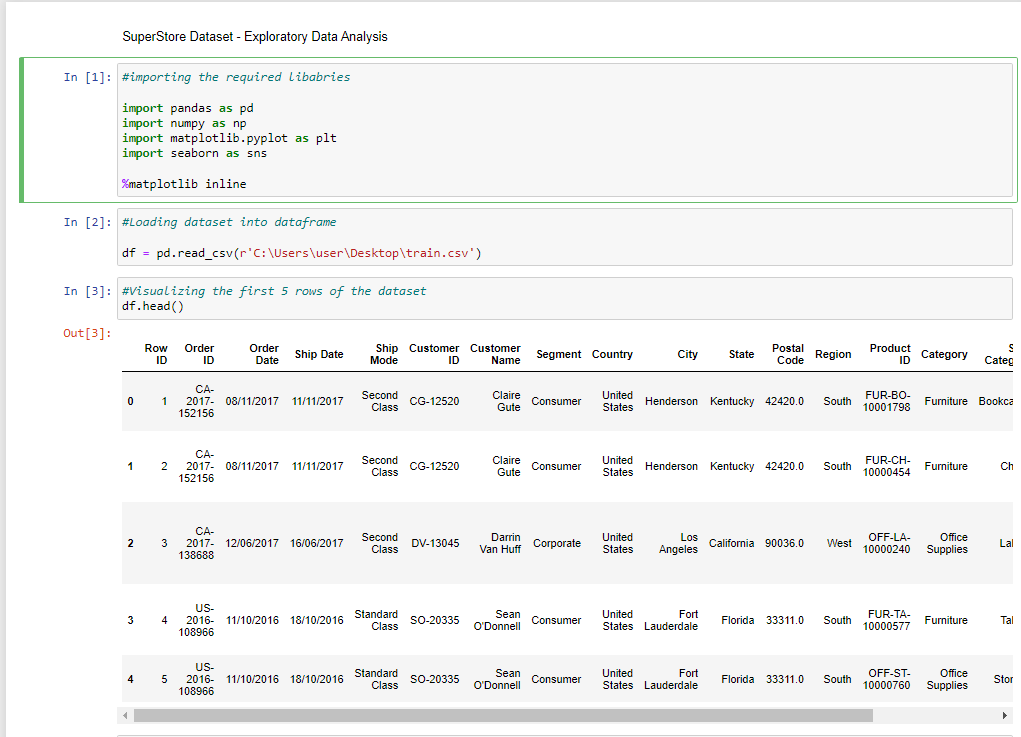 SuperStore Dataset - Exploratory Data Analysis
In [1]: #importing the required libabries
import pandas as pd
import numpy as np
import matplotlib.pyplot as plt
import seaborn as sns
%matplotlib inline
In [2]: #Loading dataset into dataframe
df = pd.read_csv(r'C:\Users\user\Desktop\train.csv')
In [3]: #Visualizing the first 5 rows of the dataset
df.head()
Out[3]:
Row ID Order ID Order Date Ship Date Ship Mode Customer ID Customer Name Segment Country City State Postal Code Region Product ID Category S Categ
0 1 CA-2017-152156 08/11/2017 11/11/2017 Second Class CG-12520 Claire Gute Consumer United States Henderson Kentucky 42420.0 South FUR-BO-10001798 Furniture Bookca
1 2 CA-2017-152156 08/11/2017 11/11/2017 Second Class CG-12520 Claire Gute Consumer United States Henderson Kentucky 42420.0 South FUR-CH-10000454 Furniture Ch
2 3 CA-2017-138688 12/06/2017 16/06/2017 Second Class DV-13045 Darrin Van Huff Corporate United States Los Angeles California 90036.0 West OFF-LA-10000240 Office Supplies Lal
3 4 US-2016-108966 11/10/2016 18/10/2016 Standard Class SO-20335 Sean O'Donnell Consumer United States Fort Lauderdale Florida 33311.0 South FUR-TA-10000577 Furniture Tal
4 5 US-2016-108966 11/10/2016 18/10/2016 Standard Class SO-20335 Sean O'Donnell Consumer United States Fort Lauderdale Florida 33311.0 South OFF-ST-10000760 Office Supplies Stor